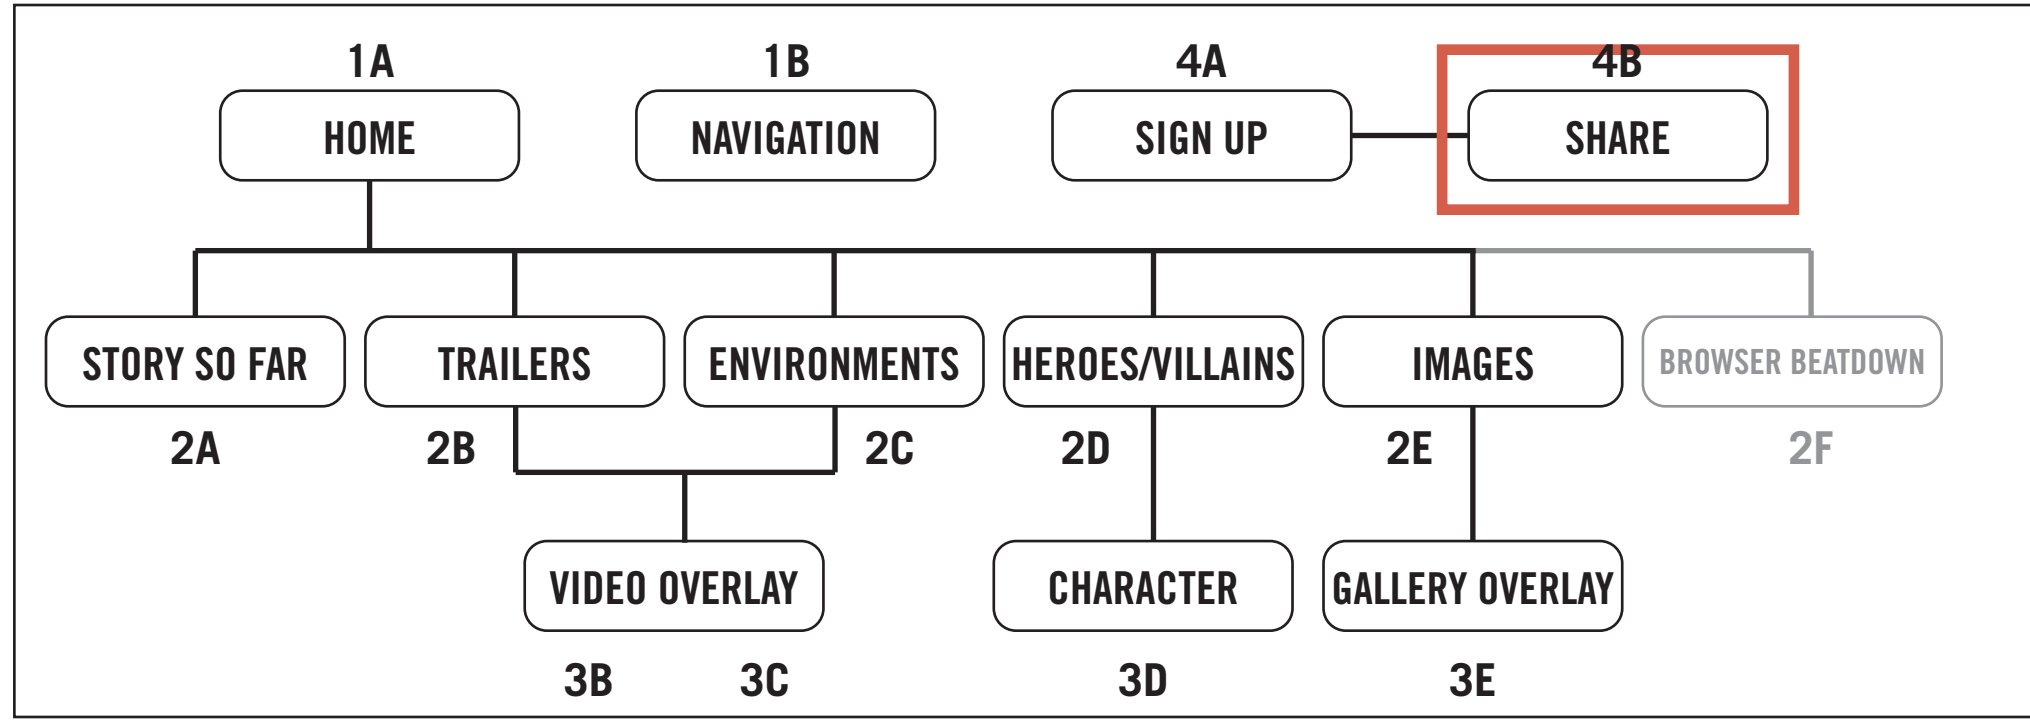 1A
1B
4A
4B
HOME
NAVIGATION
SIGN UP
SHARE
STORY SO FAR
TRAILERS
ENVIRONMENTS
HEROES/VILLAINS
IMAGES
BROWSER BEATDOWN
2A
2B
2C
2D
2E
2F
VIDEO OVERLAY
CHARACTER
GALLERY OVERLAY
3B
3C
3D
3E